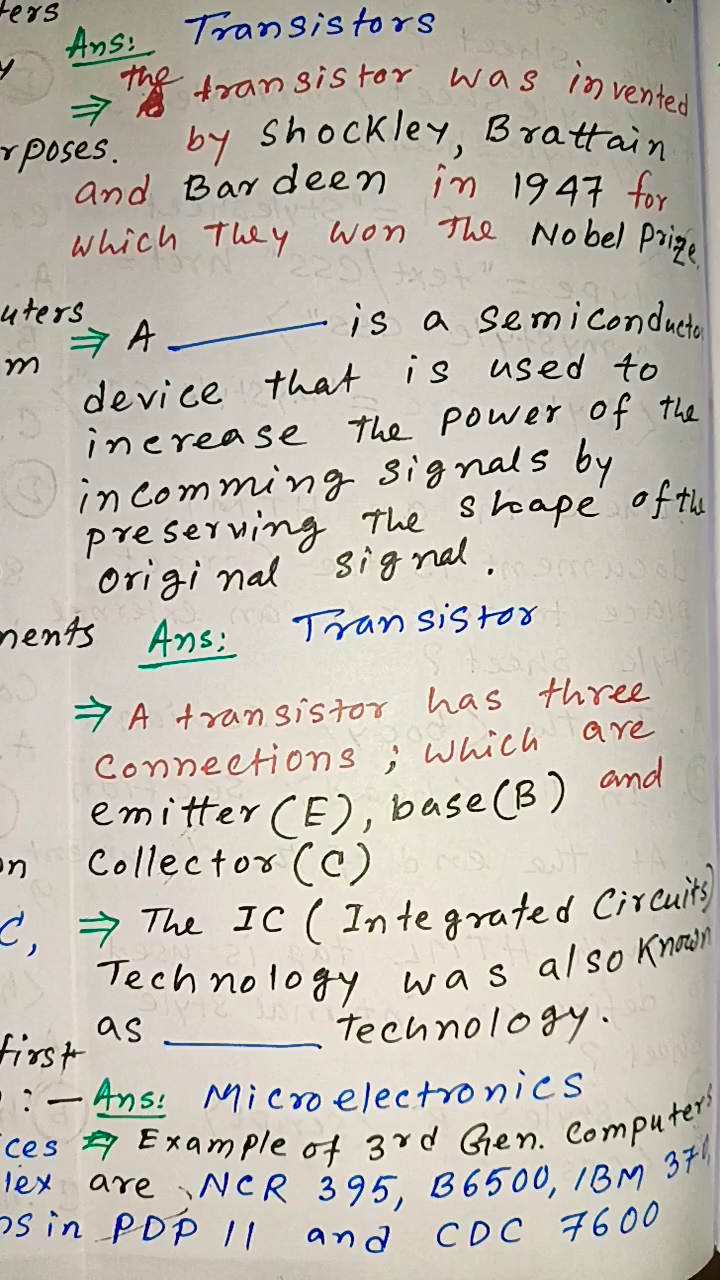 ters
Ans: Transistors
y
⇒ the transistor was invented
rposes. by Shockley, Brattain
and Bardeen in 1947 for
which They won The Nobel Prize.
uters
⇒ A ______ is a semiconducto
m
device that is used to
increase The power of the
incomming signals by
preserving The shape of the
original signal.
nents Ans: Transistor
⇒ A transistor has three
Connections ; which are
emitter (E), base (B) and
on Collector (C)
C, ⇒ The IC ( Integrated Circuits)
Technology was also Known
as ______ Technology.
first
: — Ans: Microelectronics
ces ⇒ Example of 3rd Gen. Computers
lex are NCR 395, B6500, IBM 370,
os in PDP 11 and CDC 7600